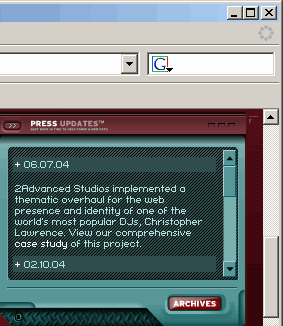 G
PRESS UPDATES™
+ 06.07.04
2Advanced Studios implemented a
thematic overhaul for the web
presence and identity of one of the
world's most popular DJs, Christopher
Lawrence. View our comprehensive
case study of this project.
+ 02.10.04
ARCHIVES